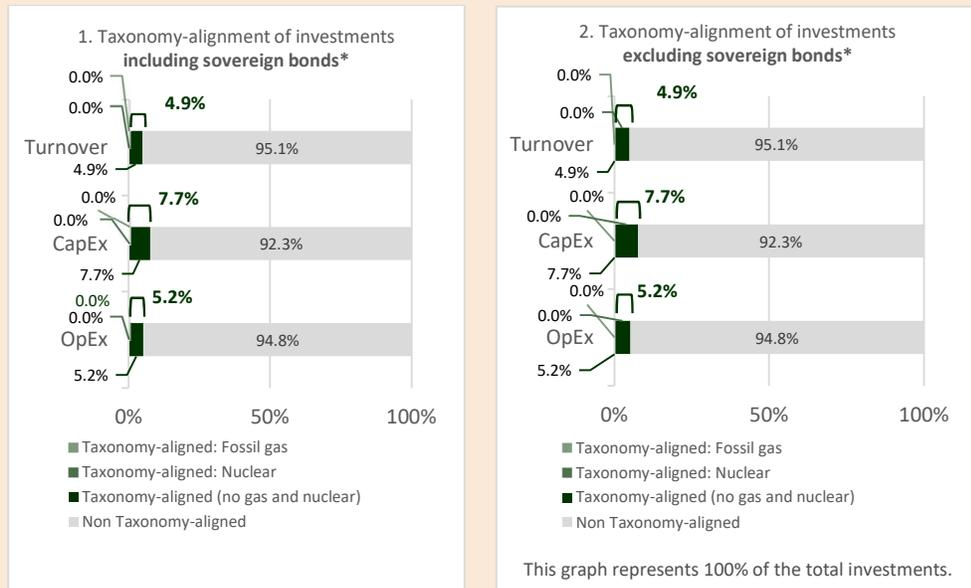 1. Taxonomy-alignment of investments
including sovereign bonds*
0.0%
0.0%
4.9%
Turnover
95.1%
4.9%
0.0%
7.7%
0.0%
CapEx
92.3%
7.7%
0.0%
5.2%
0.0%
OpEx
94.8%
5.2%
0%
50%
100%
Taxonomy-aligned: Fossil gas
Taxonomy-aligned: Nuclear
Taxonomy-aligned (no gas and nuclear)
Non Taxonomy-aligned
2. Taxonomy-alignment of investments
excluding sovereign bonds*
0.0%
4.9%
0.0%
Turnover
95.1%
4.9%
0.0%
7.7%
0.0%
CapEx
92.3%
7.7%
0.0%
5.2%
0.0%
OpEx
94.8%
5.2%
0%
50%
100%
Taxonomy-aligned: Fossil gas
Taxonomy-aligned: Nuclear
Taxonomy-aligned (no gas and nuclear)
Non Taxonomy-aligned
This graph represents 100% of the total investments.